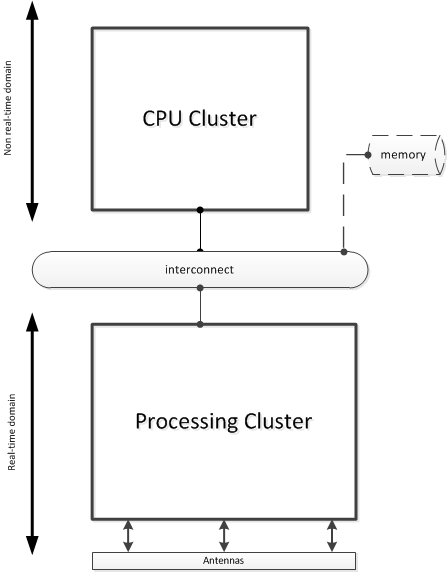 Non real-time domain
CPU Cluster
memory
interconnect
Real-time domain
Processing Cluster
Antennas